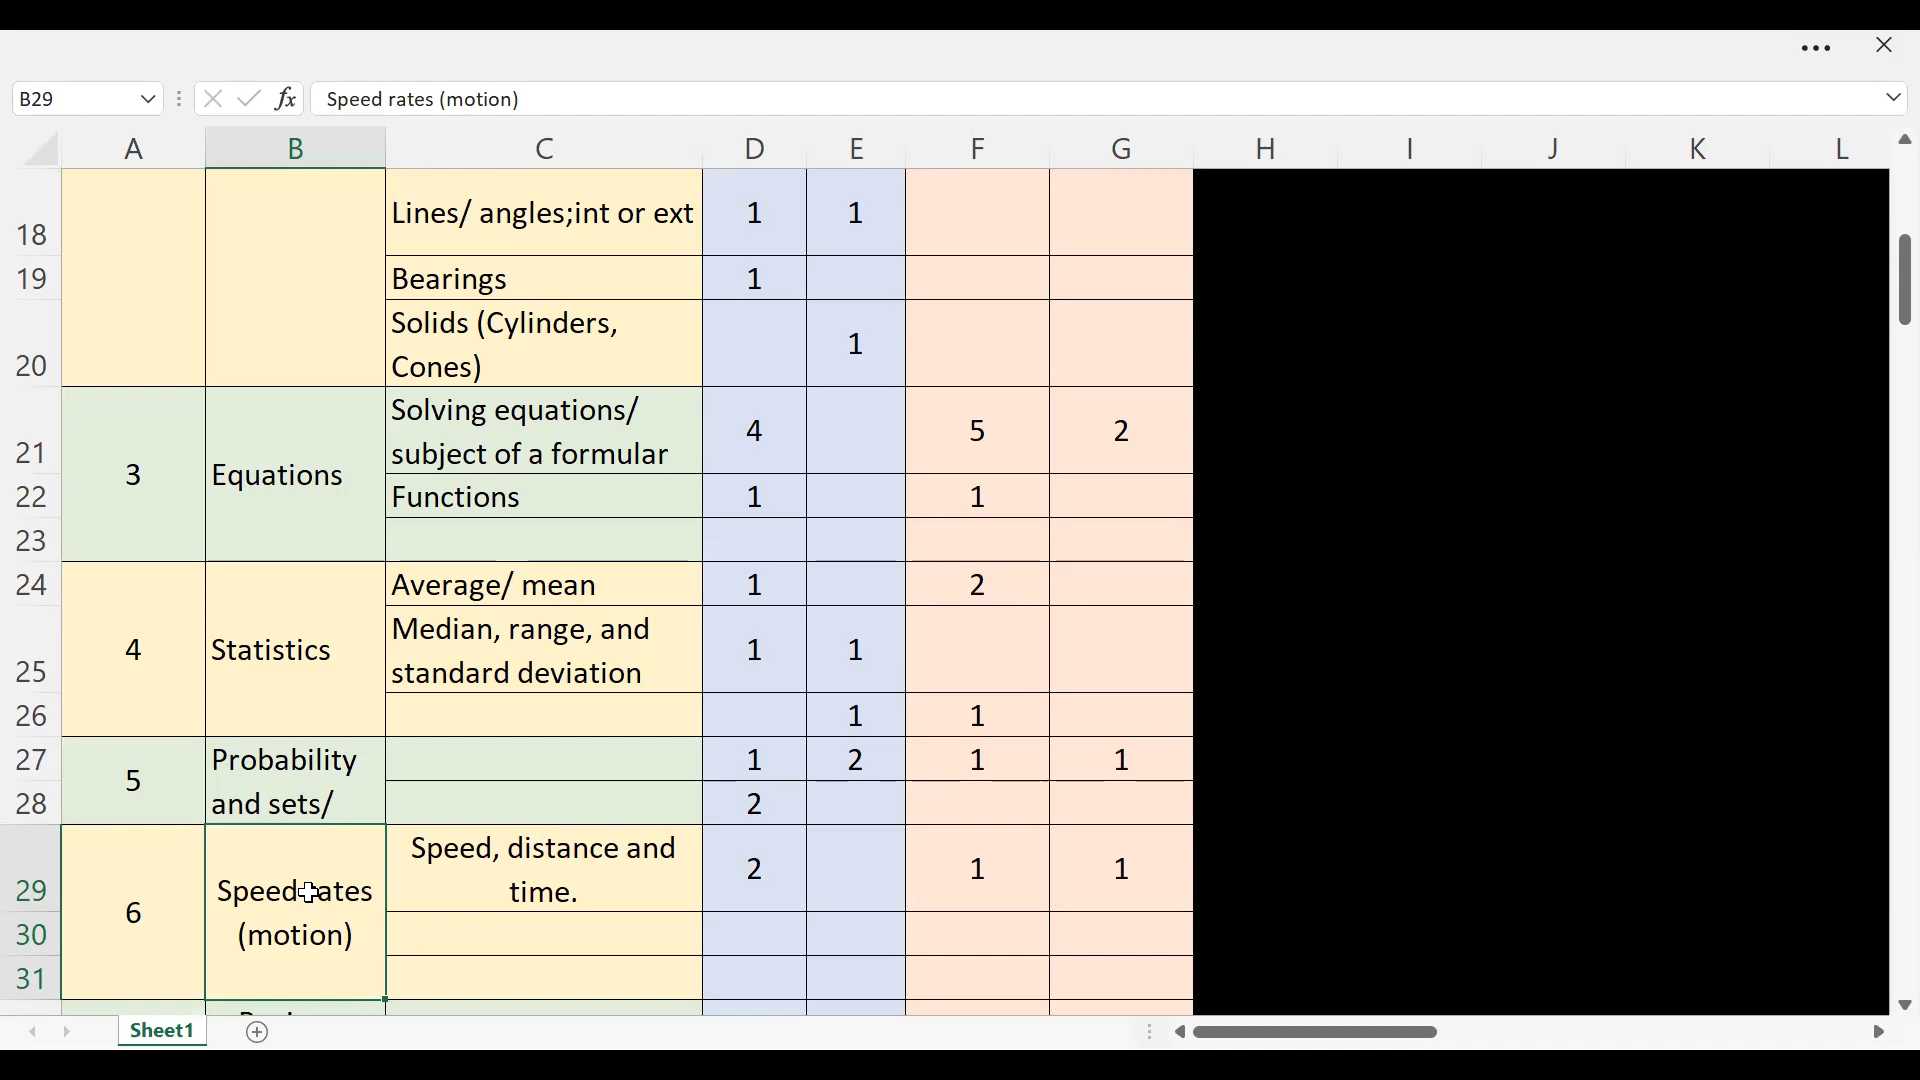 B29
fx
Speed rates (motion)
A B C D E F G H I J K L
18 Lines/ angles;int or ext 1 1
19 Bearings 1
20 Solids (Cylinders,
Cones) 1
21 3 Equations Solving equations/
subject of a formular 4 5 2
22 Functions 1 1
23
24 Average/ mean 1 2
25 4 Statistics Median, range, and
standard deviation 1 1
26 1 1
27 5 Probability 1 2 1 1
28 and sets/ 2
29 6 Speed rates
(motion) Speed, distance and
time. 2 1 1
30
31
Sheet1